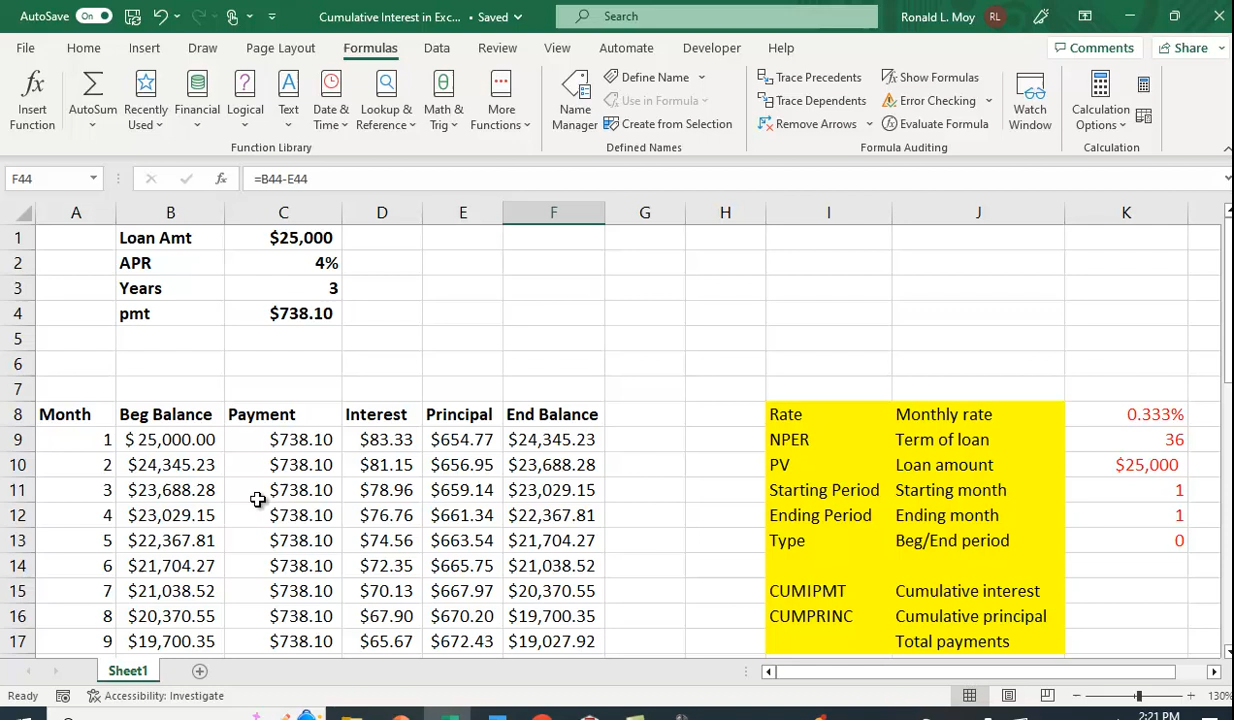 AutoSave On Cumulative Interest in Exc... • Saved Search Ronald L. Moy RL
File Home Insert Draw Page Layout Formulas Data Review View Automate Developer Help Comments Share
Insert Function AutoSum Recently Used Financial Logical Text Date & Time Lookup & Reference Math & Trig More Functions Name Manager Define Name Use in Formula Create from Selection Trace Precedents Trace Dependents Remove Arrows Show Formulas Error Checking Evaluate Formula Watch Window Calculation Options
Function Library Defined Names Formula Auditing Calculation
F44 fx =B44-E44
A B C D E F G H I J K
1 Loan Amt $25,000
2 APR 4%
3 Years 3
4 pmt $738.10
5
6
7
8 Month Beg Balance Payment Interest Principal End Balance Rate Monthly rate 0.333%
9 1 $ 25,000.00 $738.10 $83.33 $654.77 $24,345.23 NPER Term of loan 36
10 2 $24,345.23 $738.10 $81.15 $656.95 $23,688.28 PV Loan amount $25,000
11 3 $23,688.28 $738.10 $78.96 $659.14 $23,029.15 Starting Period Starting month 1
12 4 $23,029.15 $738.10 $76.76 $661.34 $22,367.81 Ending Period Ending month 1
13 5 $22,367.81 $738.10 $74.56 $663.54 $21,704.27 Type Beg/End period 0
14 6 $21,704.27 $738.10 $72.35 $665.75 $21,038.52
15 7 $21,038.52 $738.10 $70.13 $667.97 $20,370.55 CUMIPMT Cumulative interest
16 8 $20,370.55 $738.10 $67.90 $670.20 $19,700.35 CUMPRINC Cumulative principal
17 9 $19,700.35 $738.10 $65.67 $672.43 $19,027.92 Total payments
Sheet1
Ready Accessibility: Investigate 130%
2:21 PM